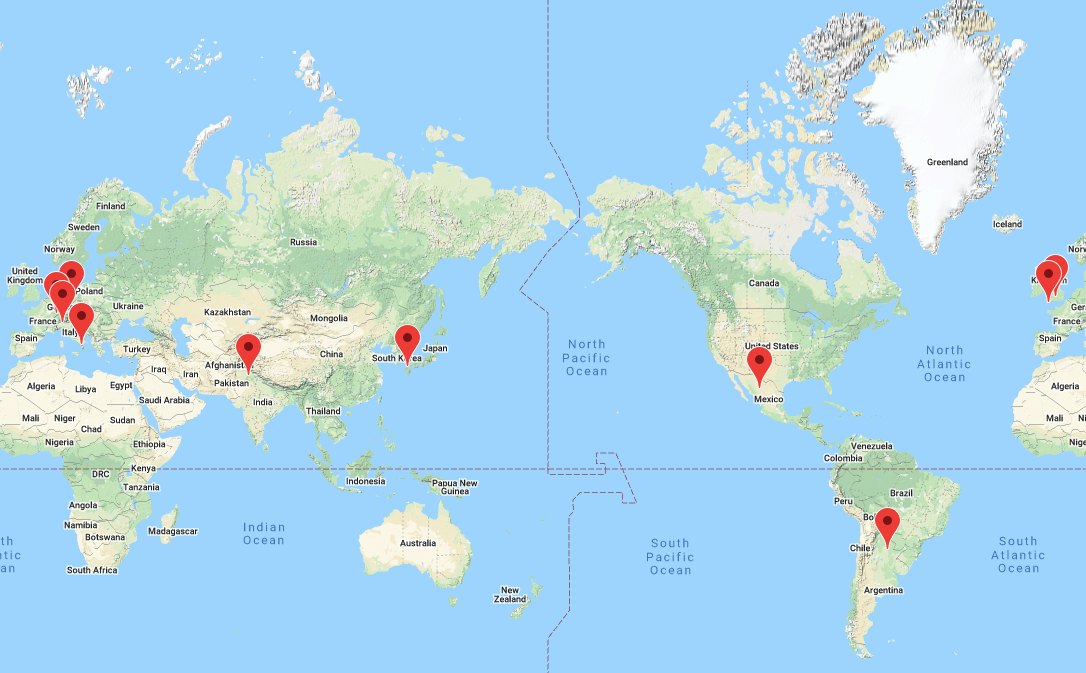 Greenland
Finland
Iceland
Sweden
Russia
Norway
United
Kingdom
Poland
Canada
Ukraine
Kazakhstan
France
Mongolia
Germ
France
Italy
Spain
Spain
Turkey
China
Japan
South Korea
United States
North
Pacific
Ocean
North
Atlantic
Ocean
Afghanistan
Iraq
Iran
Pakistan
Algeria
Libya
Egypt
Saudi Arabia
India
Mexico
Algeria
Thailand
Mali
Niger
Chad
Sudan
Mali
Nigeria
Ethiopia
Venezuela
Colombia
DRC
Kenya
Tanzania
Indonesia
Papua New
Guinea
Brazil
Peru
Angola
Namibia
Botswana
Madagascar
Indian
Ocean
Australia
South
Pacific
Ocean
Chile
South
Atlantic
Ocean
South Africa
New
Zealand
Argentina